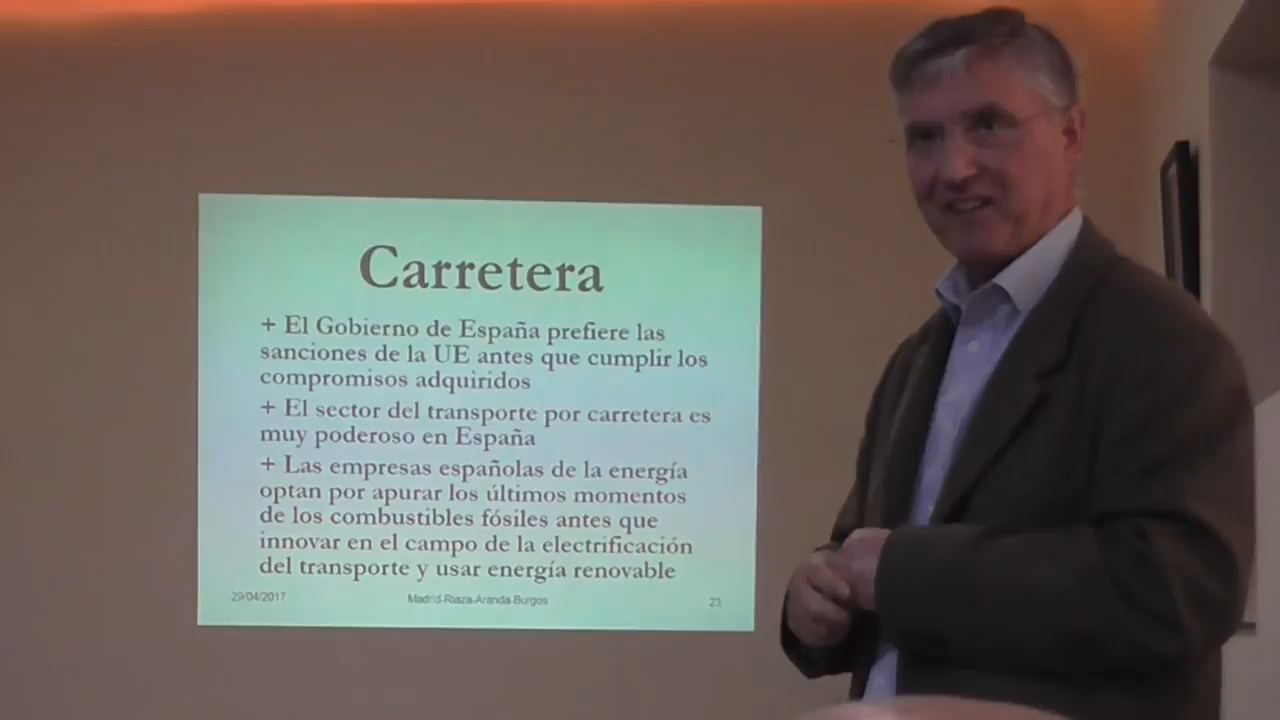 Carretera
+ El Gobierno de España prefiere las
sanciones de la UE antes que cumplir los
compromisos adquiridos
+ El sector del transporte por carretera es
muy poderoso en España
+ Las empresas españolas de la energía
optan por apurar los últimos momentos
de los combustibles fósiles antes que
innovar en el campo de la electrificación
del transporte y usar energía renovable
29/04/2017
Madrid-Riaza-Aranda-Burgos
23